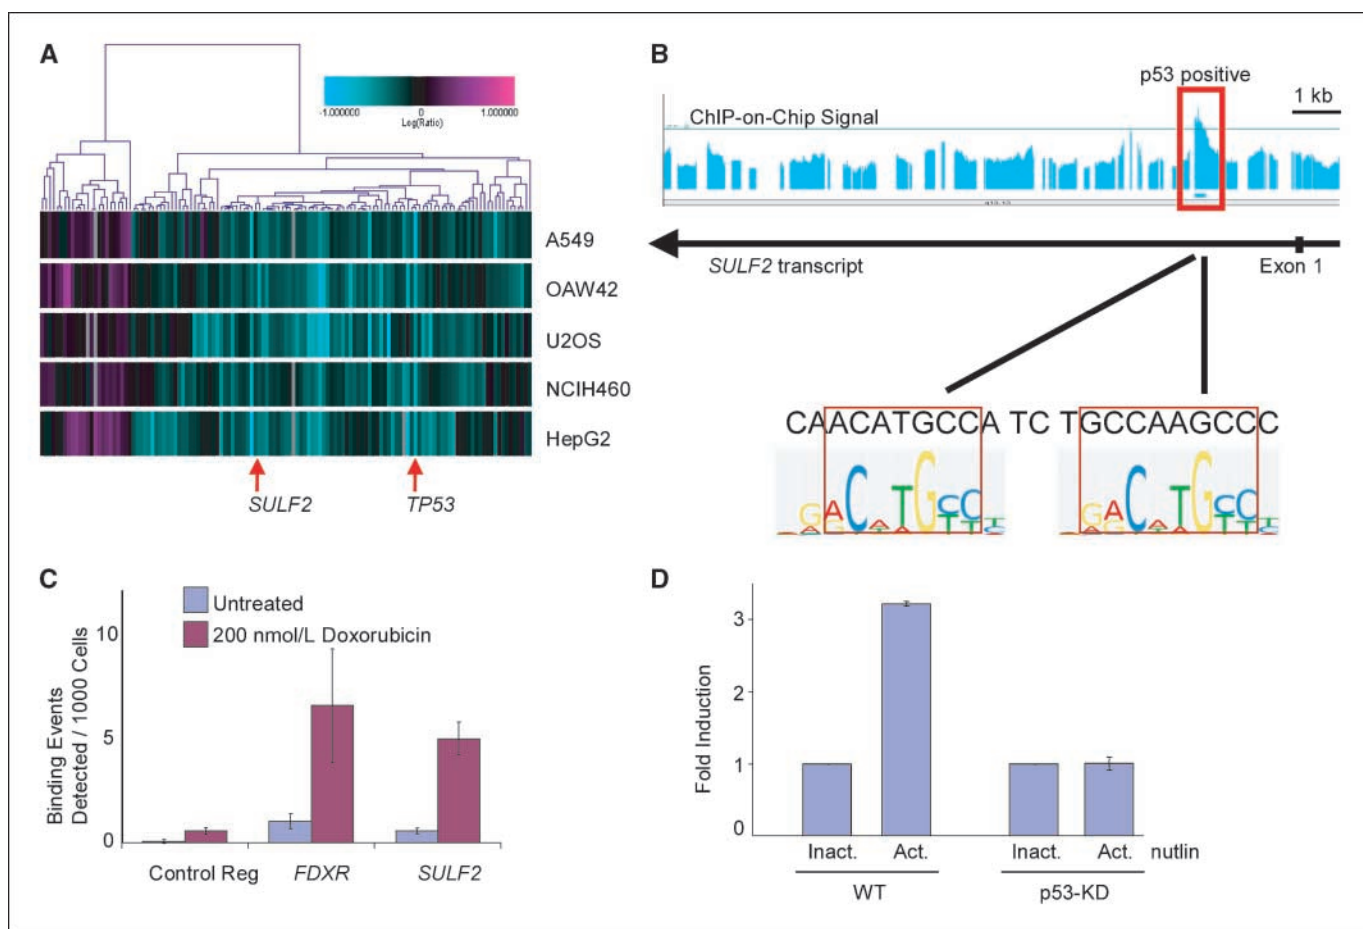 A
-1.000000 0 1.000000
Log(Ratio)
A549
OAW42
U2OS
NCIH460
HepG2
SULF2 TP53
B
p53 positive
1 kb
ChIP-on-Chip Signal
SULF2 transcript
Exon 1
CAACATGCCA TC TGCCAAGCCC
C
Untreated
200 nmol/L Doxorubicin
Binding Events
Detected / 1000 Cells
10
5
0
Control Reg FDXR SULF2
D
Fold Induction
3
2
1
0
Inact. Act. Inact. Act. nutlin
WT p53-KD